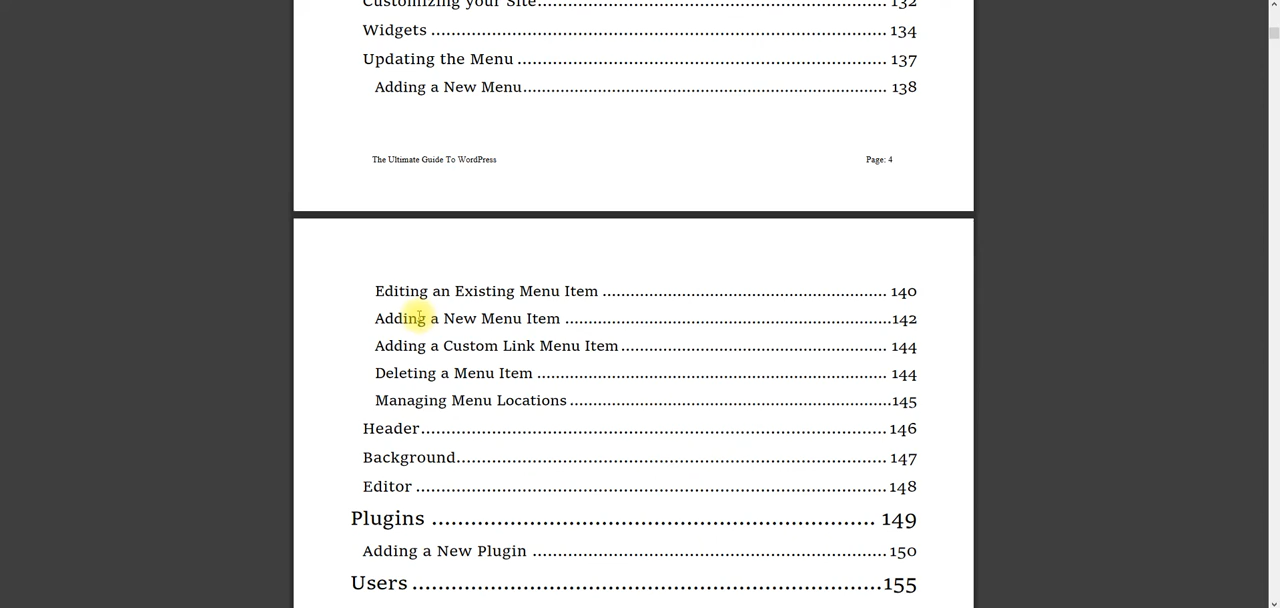 Customizing your Site........................................................................ 132
Widgets ........................................................................................... 134
Updating the Menu .......................................................................... 137
Adding a New Menu......................................................................... 138
The Ultimate Guide To WordPress Page: 4
Editing an Existing Menu Item ......................................................... 140
Adding a New Menu Item .................................................................142
Adding a Custom Link Menu Item..................................................... 144
Deleting a Menu Item ...................................................................... 144
Managing Menu Locations................................................................145
Header..............................................................................................146
Background.......................................................................................147
Editor ...............................................................................................148
Plugins ................................................................ 149
Adding a New Plugin ........................................................................150
Users ....................................................................155